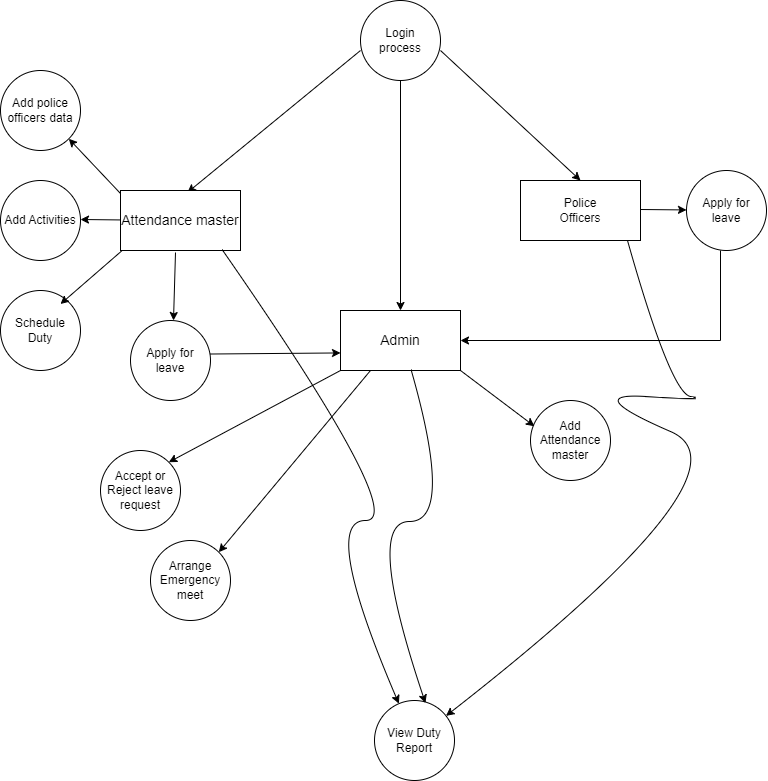 Login
process
Add police
officers data
Add Activities
Attendance master
Police
Officers
Apply for
leave
Schedule
Duty
Apply for
leave
Admin
Add
Attendance
master
Accept or
Reject leave
request
Arrange
Emergency
meet
View Duty
Report